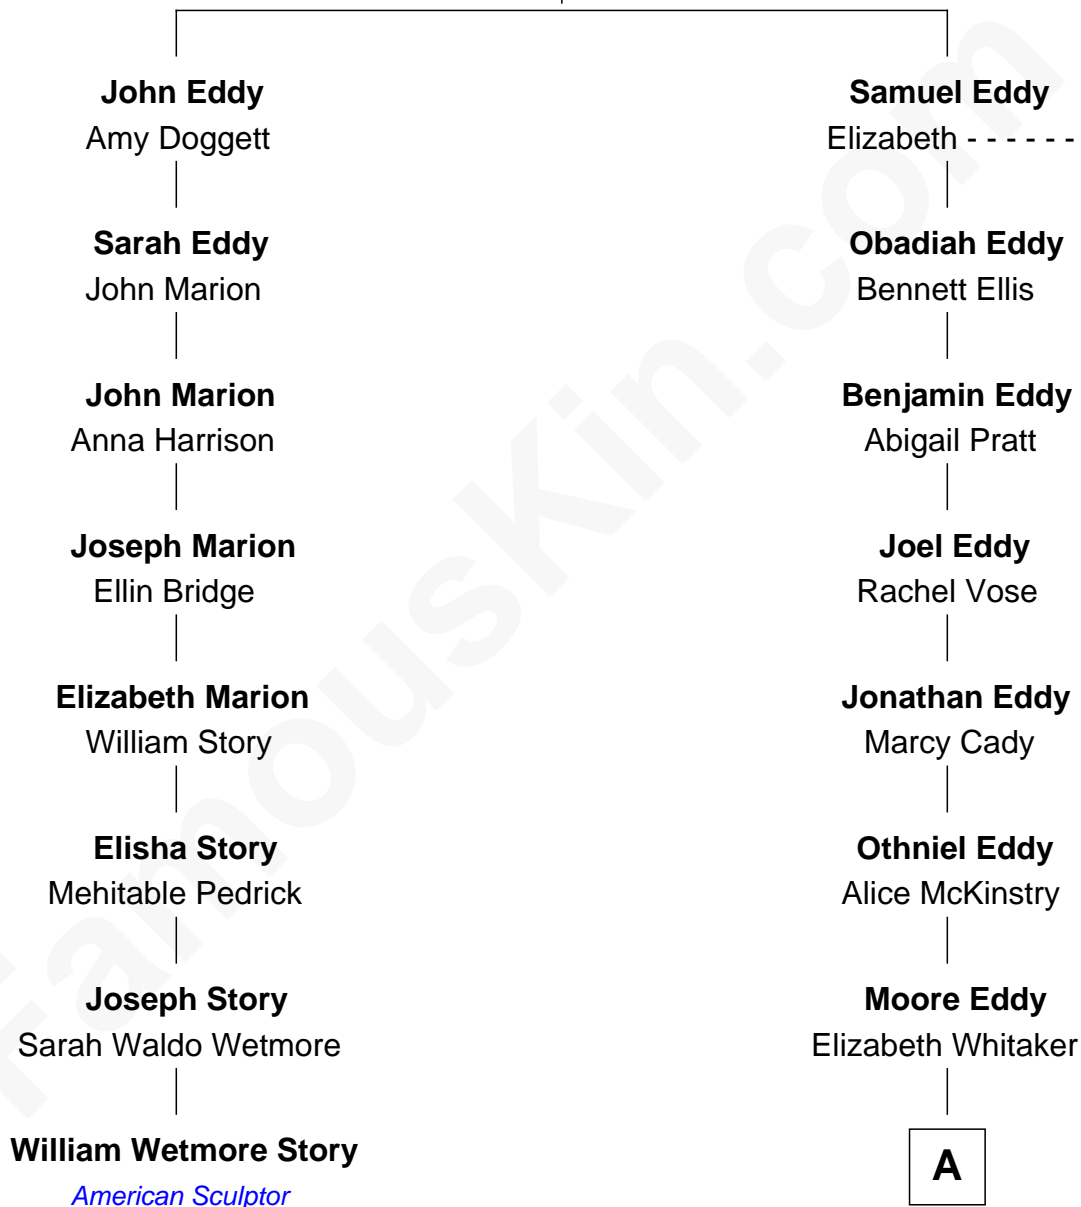 John Eddy
Amy Doggett
Sarah Eddy
John Marion
John Marion
Anna Harrison
Joseph Marion
Ellin Bridge
Elizabeth Marion
William Story
Elisha Story
Mehitable Pedrick
Joseph Story
Sarah Waldo Wetmore
William Wetmore Story
American Sculptor
Samuel Eddy
Elizabeth - - - - - -
Obadiah Eddy
Bennett Ellis
Benjamin Eddy
Abigail Pratt
Joel Eddy
Rachel Vose
Jonathan Eddy
Marcy Cady
Othniel Eddy
Alice McKinstry
Moore Eddy
Elizabeth Whitaker
A
FamousKin.com